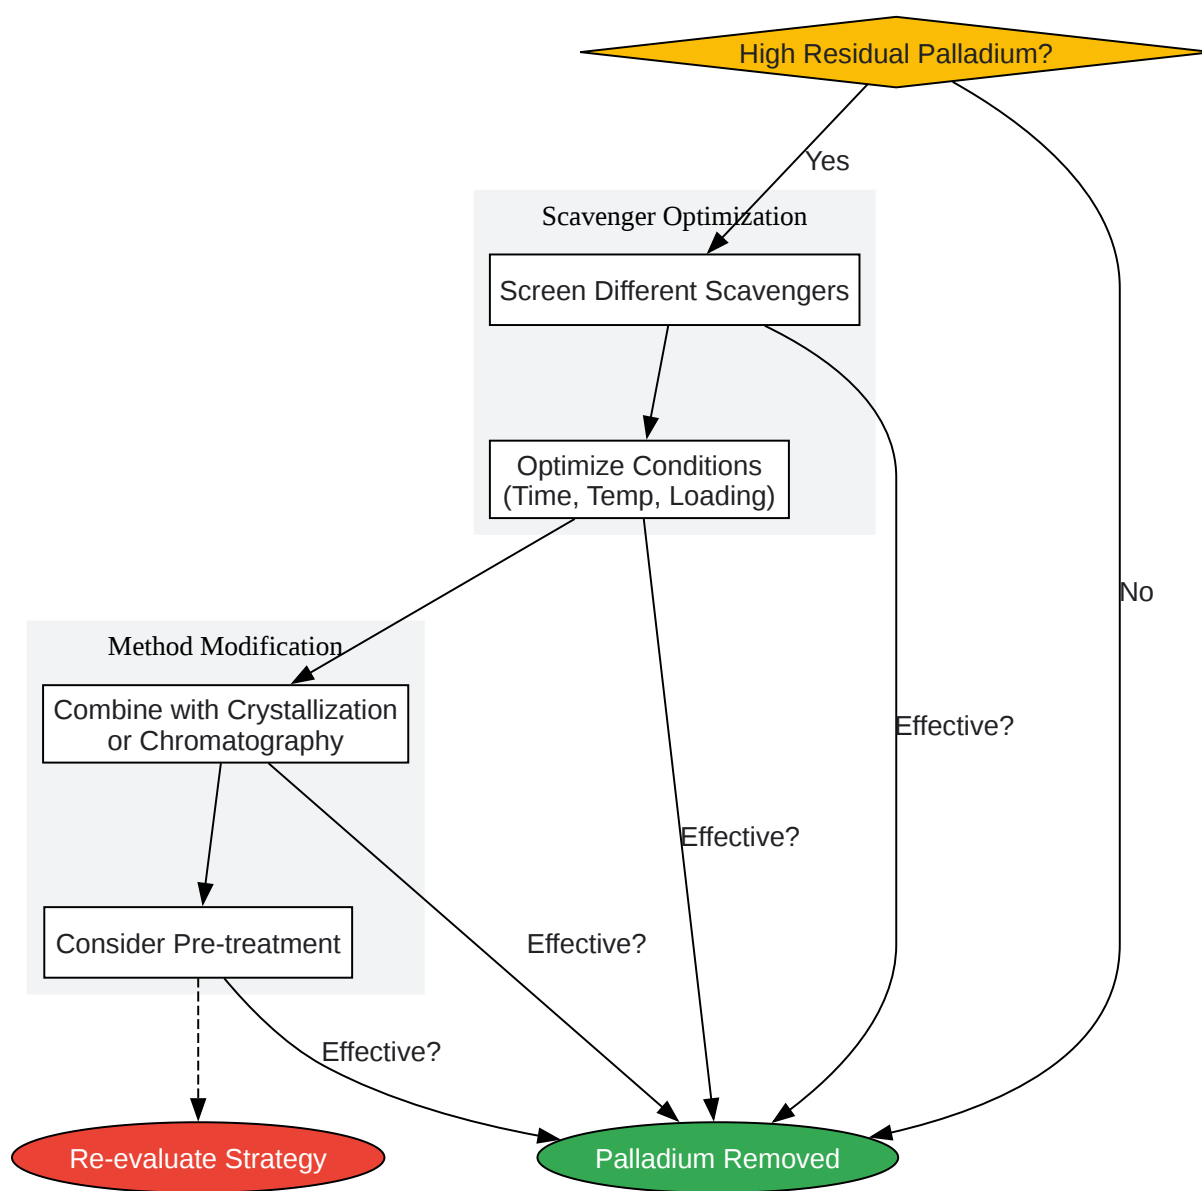 High Residual Palladium?
Yes
Scavenger Optimization
Screen Different Scavengers
Optimize Conditions
(Time, Temp, Loading)
No
Method Modification
Combine with Crystallization
or Chromatography
Effective?
Effective?
Consider Pre-treatment
Effective?
Effective?
Re-evaluate Strategy
Palladium Removed